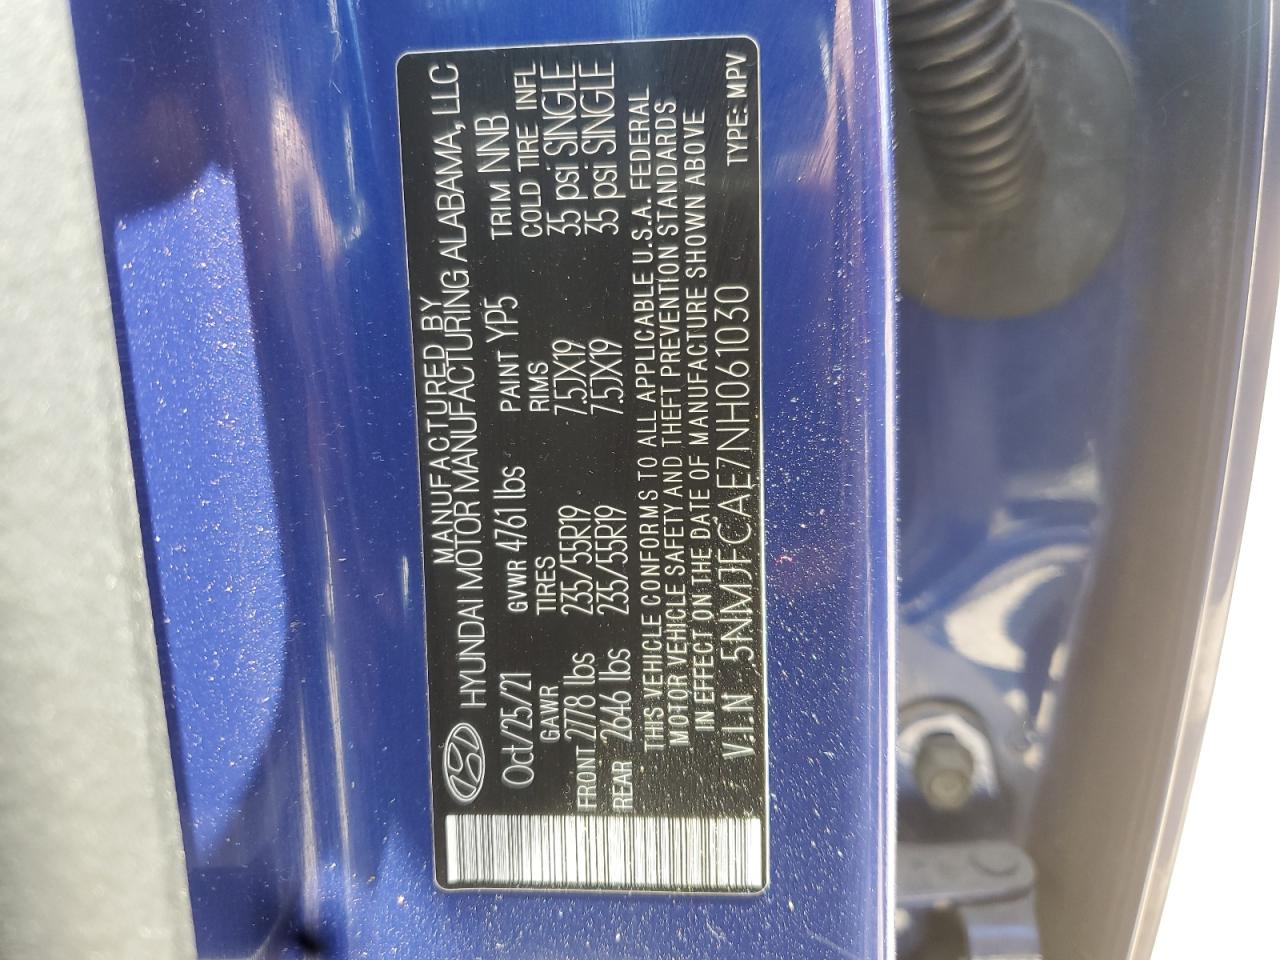 MANUFACTURED BY
HYUNDAI MOTOR MANUFACTURING ALABAMA, LLC
Oct/25/21 GVWR 4761 lbs PAINT YP5 TRIM NNB
GAWR TIRES RIMS COLD TIRE INFL
FRONT 2778 lbs 235/55R19 7.5JX19 35 psi SINGLE
REAR 2646 lbs 235/55R19 7.5JX19 35 psi SINGLE
THIS VEHICLE CONFORMS TO ALL APPLICABLE U.S.A. FEDERAL
MOTOR VEHICLE SAFETY AND THEFT PREVENTION STANDARDS
IN EFFECT ON THE DATE OF MANUFACTURE SHOWN ABOVE
V.I.N 5NMJFCAE7NH061030 TYPE: MPV